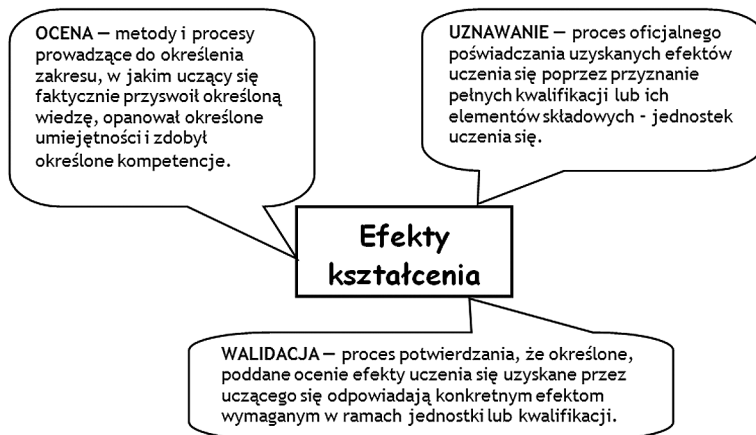 OCENA — metody i procesy
prowadzące do określenia
zakresu, w jakim uczący się
faktycznie przyswoił określoną
wiedzę, opanował określone
umiejętności i zdobył
określone kompetencje.
UZNAWANIE — proces oficjalnego
poświadczania uzyskanych efektów
uczenia się poprzez przyznanie
pełnych kwalifikacji lub ich
elementów składowych - jednostek
uczenia się.
Efekty
kształcenia
WALIDACJA — proces potwierdzania, że określone,
poddane ocenie efekty uczenia się uzyskane przez
uczącego się odpowiadają konkretnym efektom
wymaganym w ramach jednostki lub kwalifikacji.